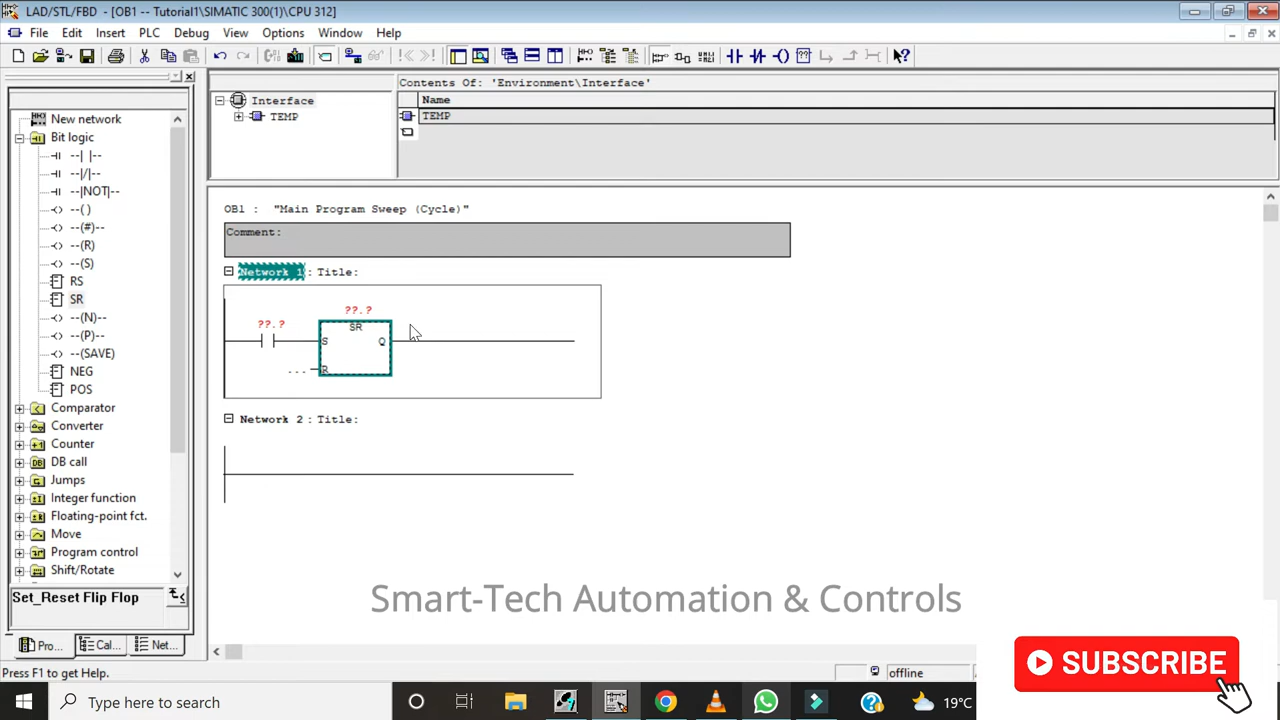 LAD/STL/FBD - [OB1 -- Tutorial1\SIMATIC 300(1)\CPU 312]
File Edit Insert PLC Debug View Options Window Help
Contents Of: 'Environment\Interface'
Interface
TEMP
Name
TEMP
New network
Bit logic
--| |--
--|/|--
--|NOT|--
--( )
--(#)--
--(R)
--(S)
RS
SR
--(N)--
--(P)--
--(SAVE)
NEG
POS
Comparator
Converter
Counter
DB call
Jumps
Integer function
Floating-point fct.
Move
Program control
Shift/Rotate
Set_Reset Flip Flop
Pro... Cal... Net...
OB1 : "Main Program Sweep (Cycle)"
Comment:
Network 1: Title:
??.?
??.?
SR
S Q
... R
Network 2: Title:
Smart-Tech Automation & Controls
SUBSCRIBE
Press F1 to get Help.
offline
Type here to search
19°C